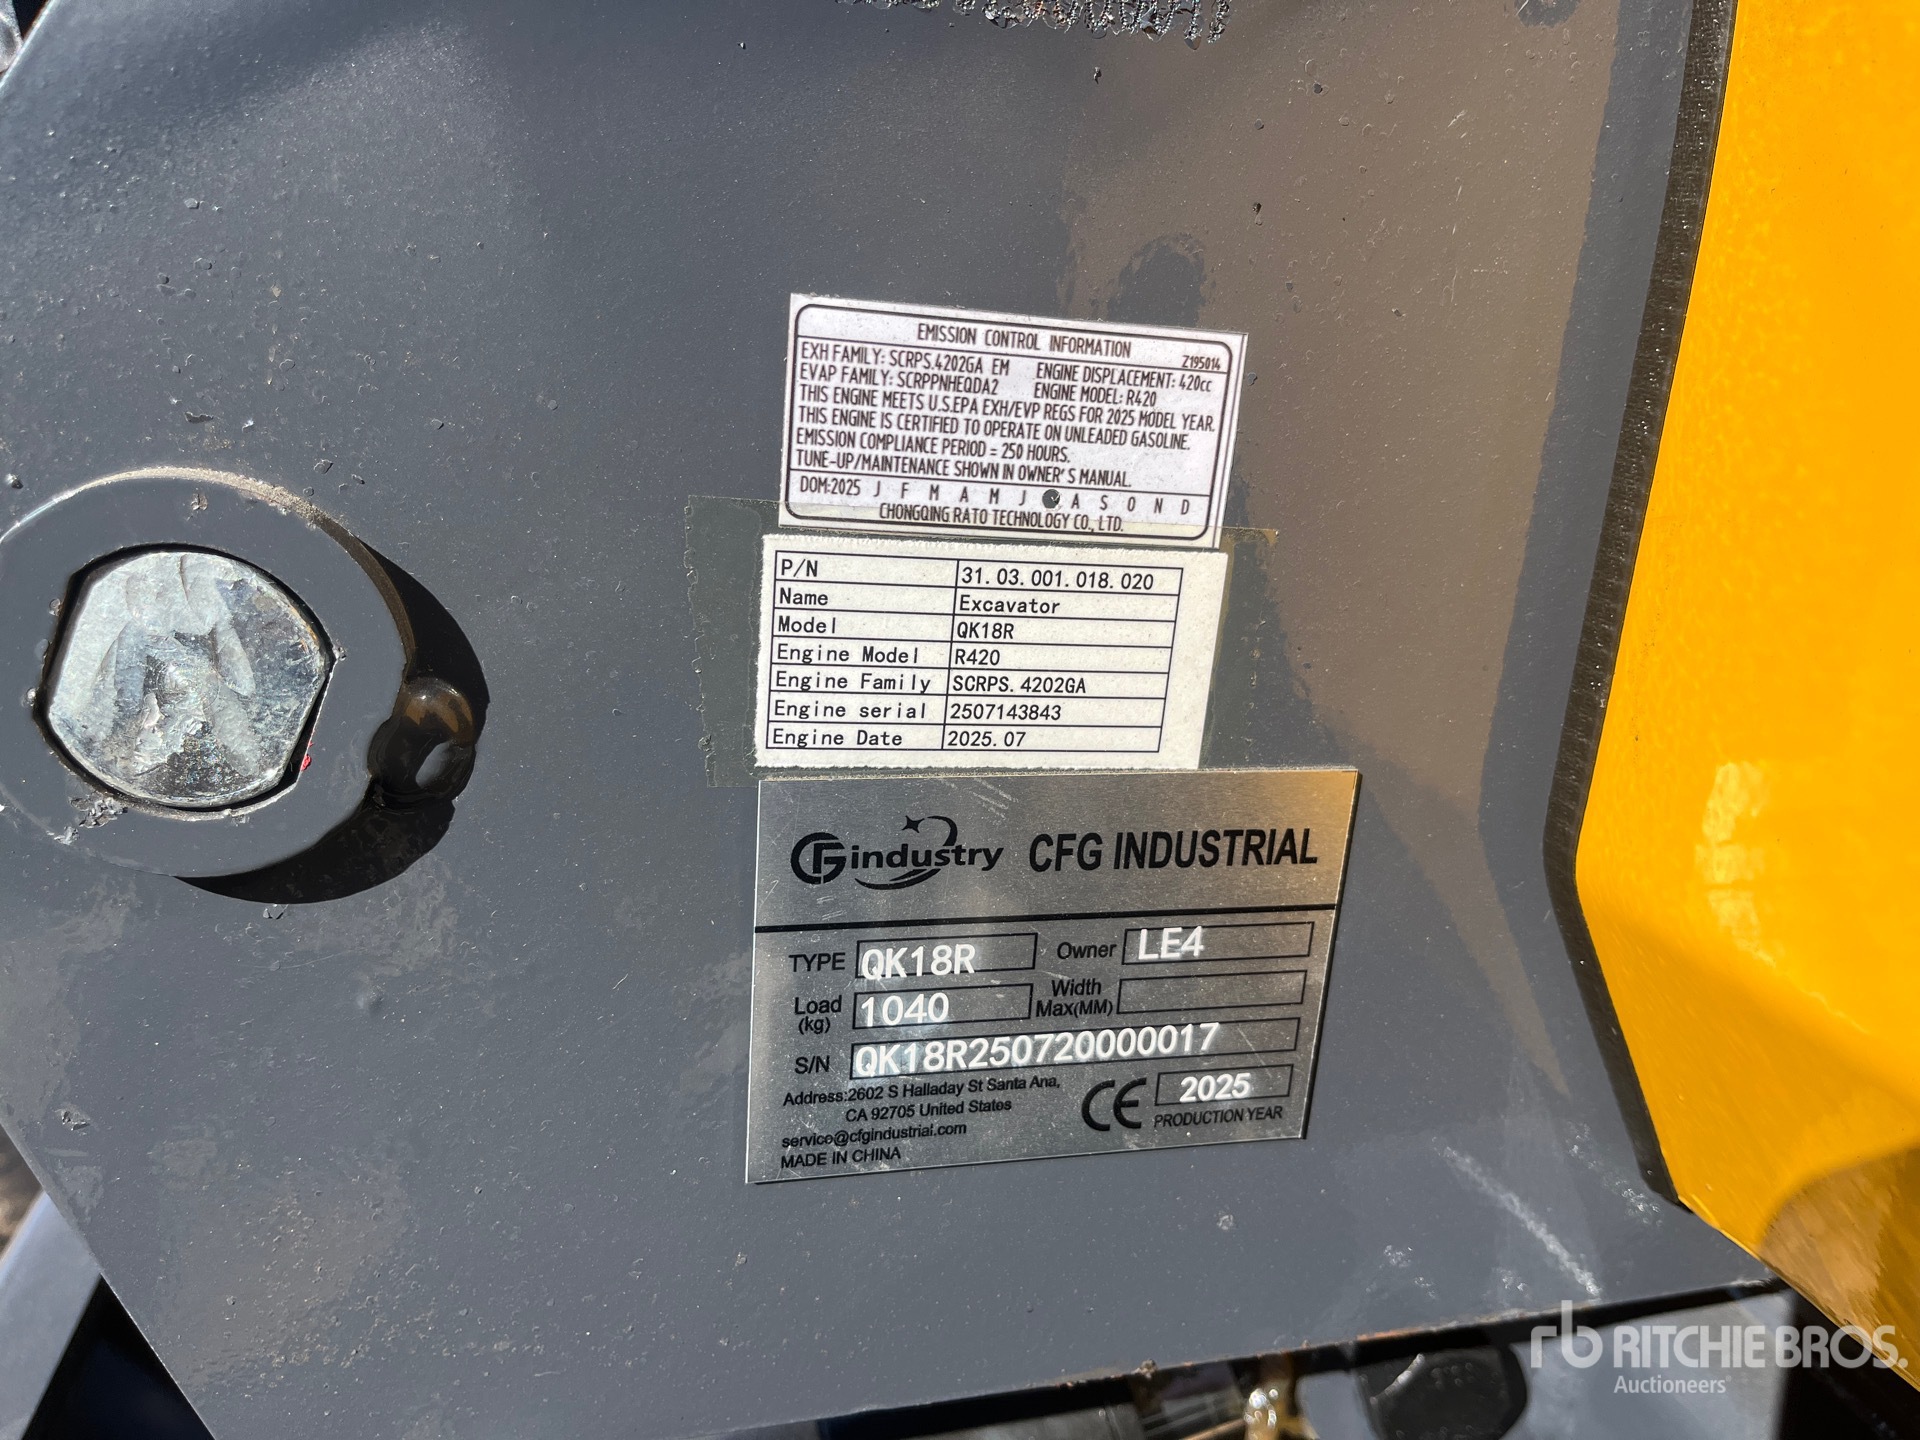 EMISSION CONTROL INFORMATION
Z195014
EXH FAMILY: SCRPS.4202GA EM ENGINE DISPLACEMENT: 420cc
EVAP FAMILY: SCRPPNHEQDA2 ENGINE MODEL: R420
THIS ENGINE MEETS U.S.EPA EXH/EVP REGS FOR 2025 MODEL YEAR.
THIS ENGINE IS CERTIFIED TO OPERATE ON UNLEADED GASOLINE.
EMISSION COMPLIANCE PERIOD = 250 HOURS.
TUNE-UP/MAINTENANCE SHOWN IN OWNER'S MANUAL.
DOM:2025 J F M A M J A S O N D
CHONGQING RATO TECHNOLOGY CO., LTD.
P/N 31.03.001.018.020
Name Excavator
Model QK18R
Engine Model R420
Engine Family SCRPS.4202GA
Engine serial 2507143843
Engine Date 2025.07
CFG industry CFG INDUSTRIAL
TYPE QK18R Owner LE4
Load (kg) 1040 Width Max(MM)
S/N QK18R250720000017
Address:2602 S Halladay St Santa Ana,
CA 92705 United States
service@cfgindustrial.com
MADE IN CHINA
CE 2025
PRODUCTION YEAR
rb RITCHIE BROS.
Auctioneers